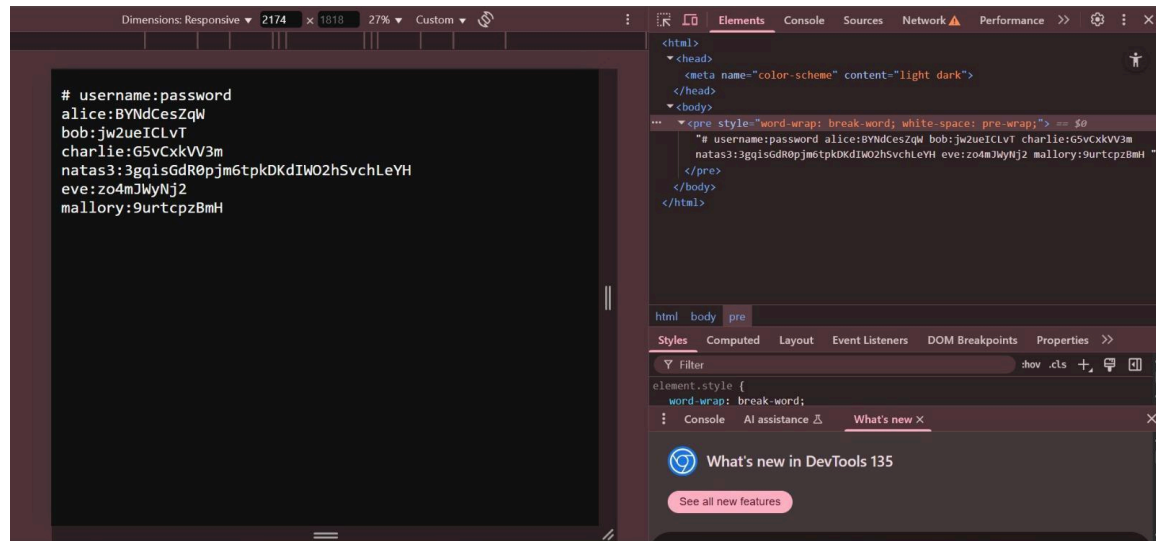 Dimensions: Responsive ▼ 2174 × 1818 27% ▼ Custom ▼
Elements Console Sources Network Performance >>
# username:password
alice:BYNdCesZqW
bob:jw2ueICLvT
charlie:G5vCxkVV3m
natas3:3gqisGdR0pjm6tpkDKdIWO2hSvchLeYH
eve:zo4mJWyNj2
mallory:9urtcpzBmH
<html>
▼<head>
<meta name="color-scheme" content="light dark">
</head>
▼<body>
••• ▼<pre style="word-wrap: break-word; white-space: pre-wrap;"> == $0
"# username:password alice:BYNdCesZqW bob:jw2ueICLvT charlie:G5vCxkVV3m
natas3:3gqisGdR0pjm6tpkDKdIWO2hSvchLeYH eve:zo4mJWyNj2 mallory:9urtcpzBmH "
</pre>
</body>
</html>
html body pre
Styles Computed Layout Event Listeners DOM Breakpoints Properties >>
Filter :hov .cls +
element.style {
word-wrap: break-word;
Console AI assistance What's new ×
What's new in DevTools 135
See all new features